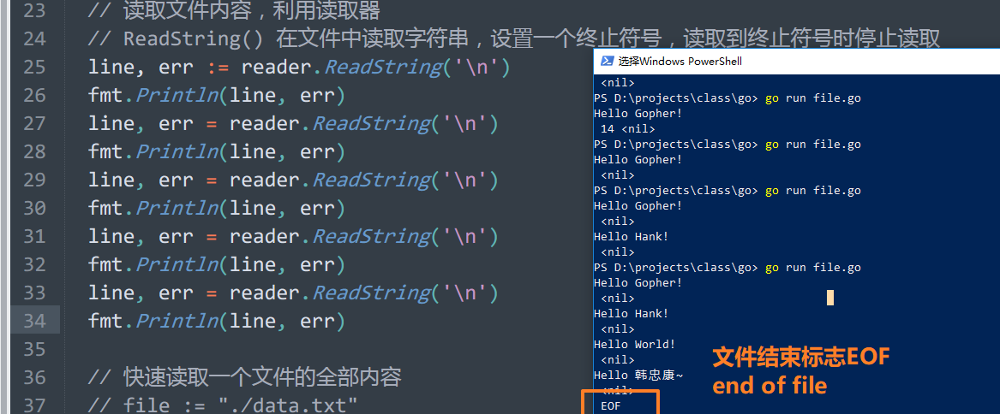 23 // 读取文件内容，利用读取器
24 // ReadString() 在文件中读取字符串，设置一个终止符号，读取到终止符号时停止读取
25 line, err := reader.ReadString('\n')
26 fmt.Println(line, err)
27 line, err = reader.ReadString('\n')
28 fmt.Println(line, err)
29 line, err = reader.ReadString('\n')
30 fmt.Println(line, err)
31 line, err = reader.ReadString('\n')
32 fmt.Println(line, err)
33 line, err = reader.ReadString('\n')
34 fmt.Println(line, err)
35
36 // 快速读取一个文件的全部内容
37 // file := "./data.txt"
选择Windows PowerShell
<nil>
PS D:\projects\class\go> go run file.go
Hello Gopher!
14 <nil>
PS D:\projects\class\go> go run file.go
Hello Gopher!
<nil>
PS D:\projects\class\go> go run file.go
Hello Gopher!
<nil>
Hello Hank!
<nil>
PS D:\projects\class\go> go run file.go
Hello Gopher!
<nil>
Hello Hank!
<nil>
Hello World!
<nil>
Hello 韩忠康~
<nil>
EOF
文件结束标志EOF
end of file